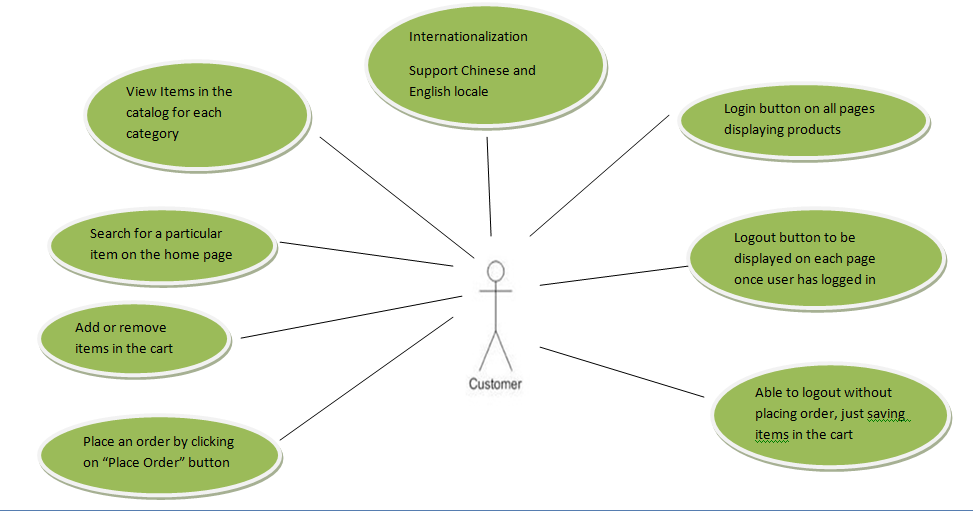 Internationalization
Support Chinese and
English locale
View Items in the
catalog for each
category
Login button on all pages
displaying products
Search for a particular
item on the home page
Logout button to be
displayed on each page
once user has logged in
Add or remove
items in the cart
Customer
Able to logout without
placing order, just saving
items in the cart
Place an order by clicking
on “Place Order” button